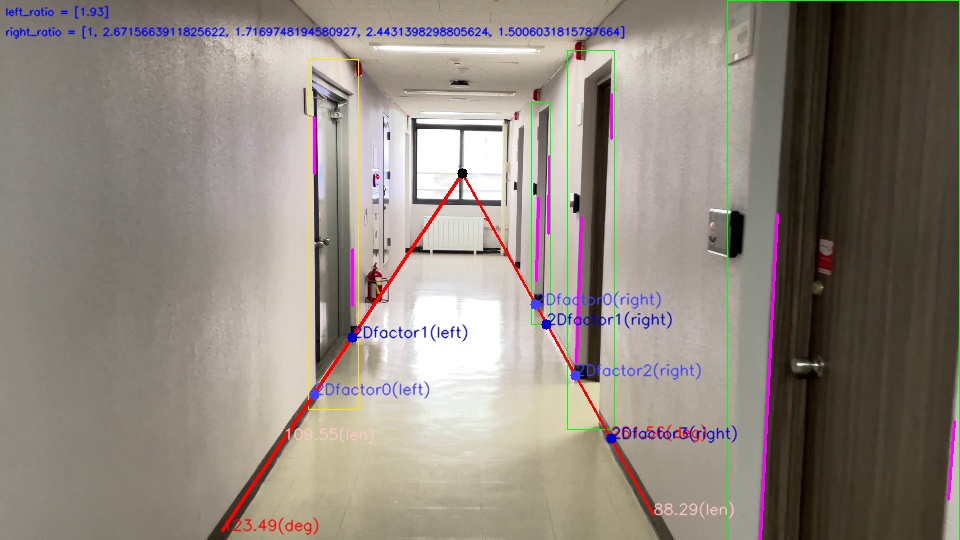 left_ratio = [1.93]
right_ratio = [1, 2.6715663911825622, 1.7169748194580927, 2.4431398298805624, 1.5006031815787664]
2Dfactor0(right)
2Dfactor1(right)
2Dfactor1(left)
2Dfactor2(right)
2Dfactor0(left)
109.55(len)
2Dfactor3(right)
88.29(len)
123.49(deg)